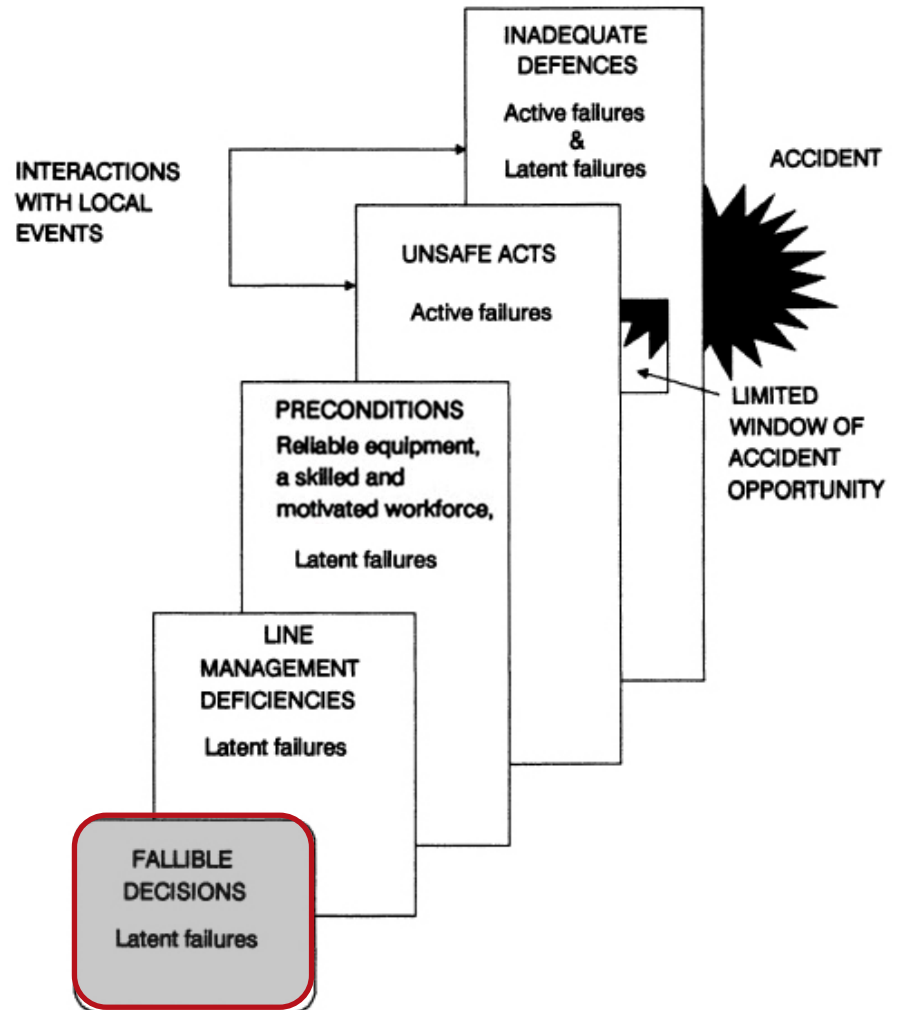 INADEQUATE
DEFENCES
Active failures
&
Latent failures
ACCIDENT
INTERACTIONS
WITH LOCAL
EVENTS
UNSAFE ACTS
Active failures
LIMITED
WINDOW OF
ACCIDENT
OPPORTUNITY
PRECONDITIONS
Reliable equipment,
a skilled and
motivated workforce,
Latent failures
LINE
MANAGEMENT
DEFICIENCIES
Latent failures
FALLIBLE
DECISIONS
Latent failures